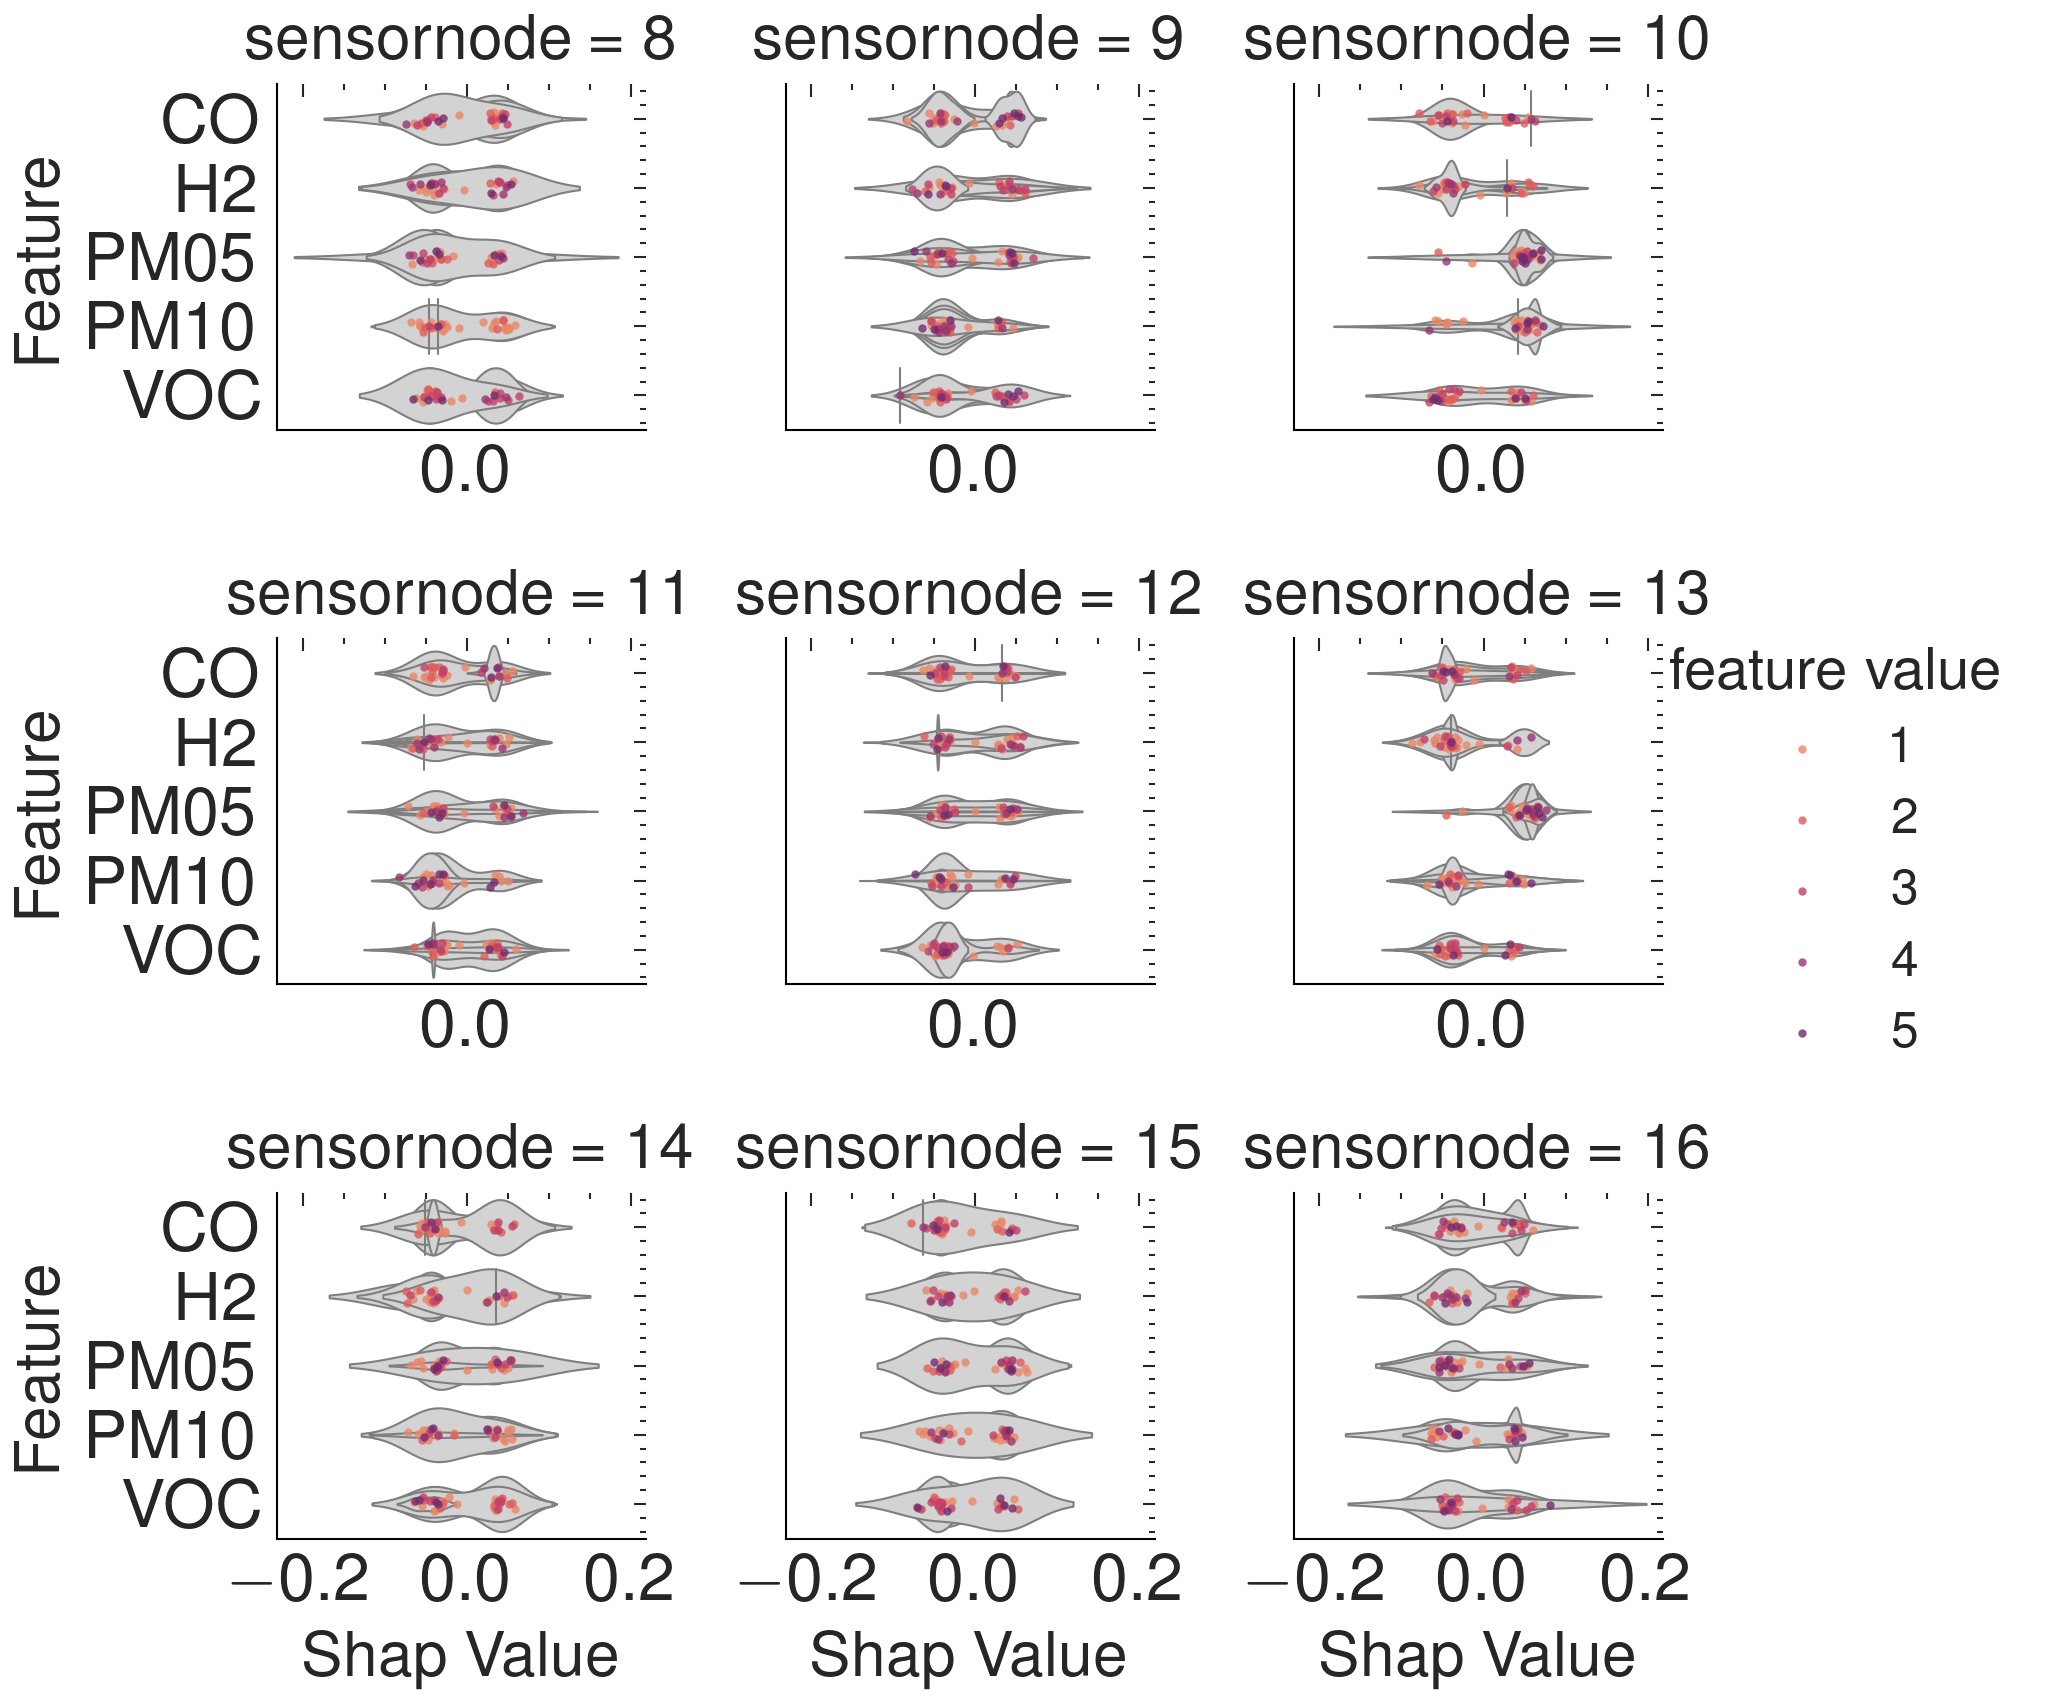 sensornode = 8 sensornode = 9 sensornode = 10
Feature
CO
H2
PM05
PM10
VOC
0.0 0.0 0.0
sensornode = 11 sensornode = 12 sensornode = 13
Feature
CO
H2
PM05
PM10
VOC
0.0 0.0 0.0
feature value
1
2
3
4
5
sensornode = 14 sensornode = 15 sensornode = 16
Feature
CO
H2
PM05
PM10
VOC
−0.2 0.0 0.2 −0.2 0.0 0.2 −0.2 0.0 0.2
Shap Value Shap Value Shap Value